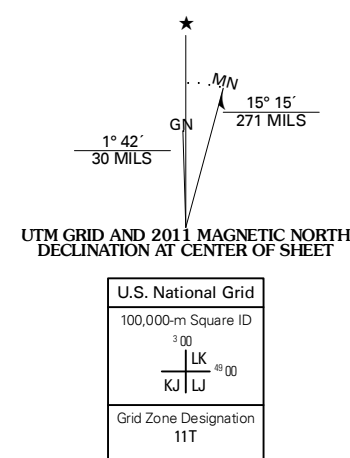 ★
MN
GN
15° 15´
271 MILS
1° 42´
30 MILS
UTM GRID AND 2011 MAGNETIC NORTH
DECLINATION AT CENTER OF SHEET
U.S. National Grid
100,000-m Square ID
3 00
LK
49 00
KJ LJ
Grid Zone Designation
11T